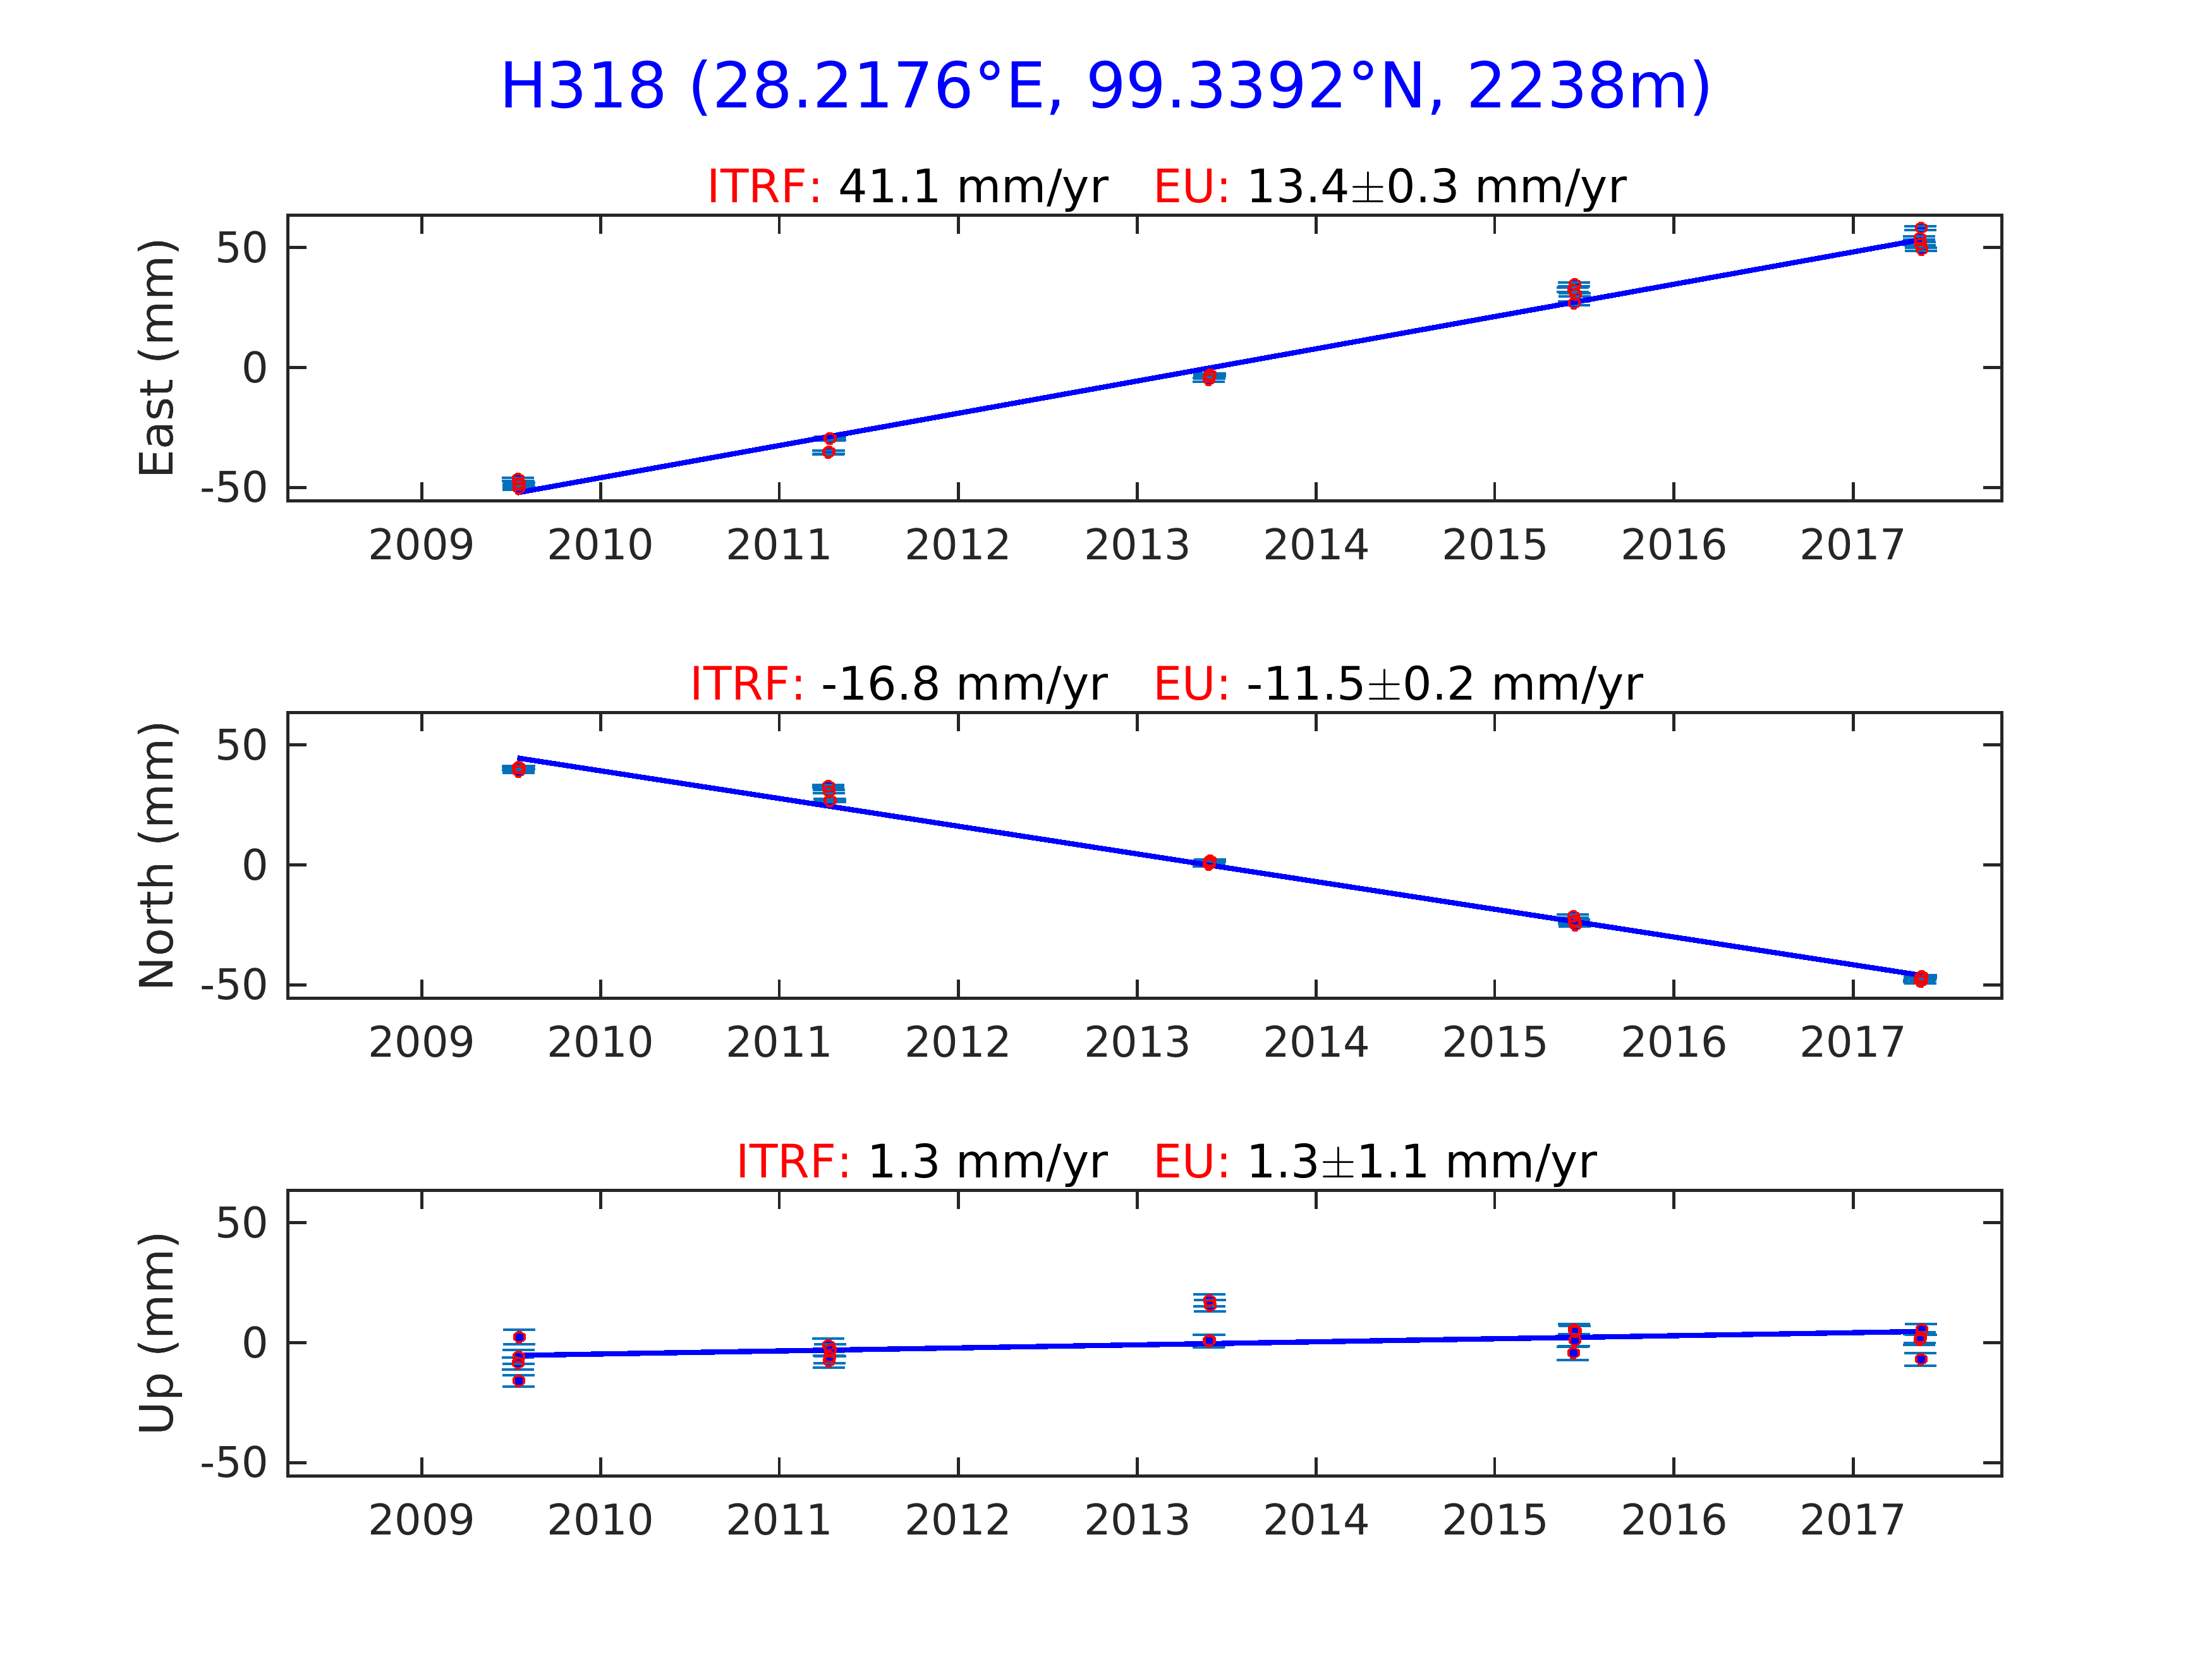 H318 (28.2176°E, 99.3392°N, 2238m)
ITRF: 41.1 mm/yr EU: 13.4±0.3 mm/yr
East (mm)
50
0
-50
2009 2010 2011 2012 2013 2014 2015 2016 2017
ITRF: -16.8 mm/yr EU: -11.5±0.2 mm/yr
North (mm)
50
0
-50
2009 2010 2011 2012 2013 2014 2015 2016 2017
ITRF: 1.3 mm/yr EU: 1.3±1.1 mm/yr
Up (mm)
50
0
-50
2009 2010 2011 2012 2013 2014 2015 2016 2017